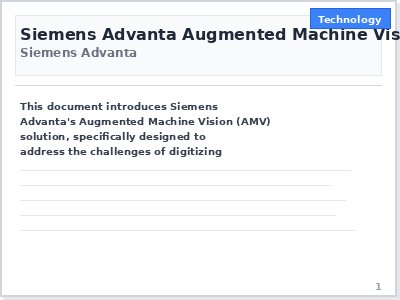 Technology
Siemens Advanta Augmented Machine Vis
Siemens Advanta
This document introduces Siemens
Advanta's Augmented Machine Vision (AMV)
solution, specifically designed to
address the challenges of digitizing
1